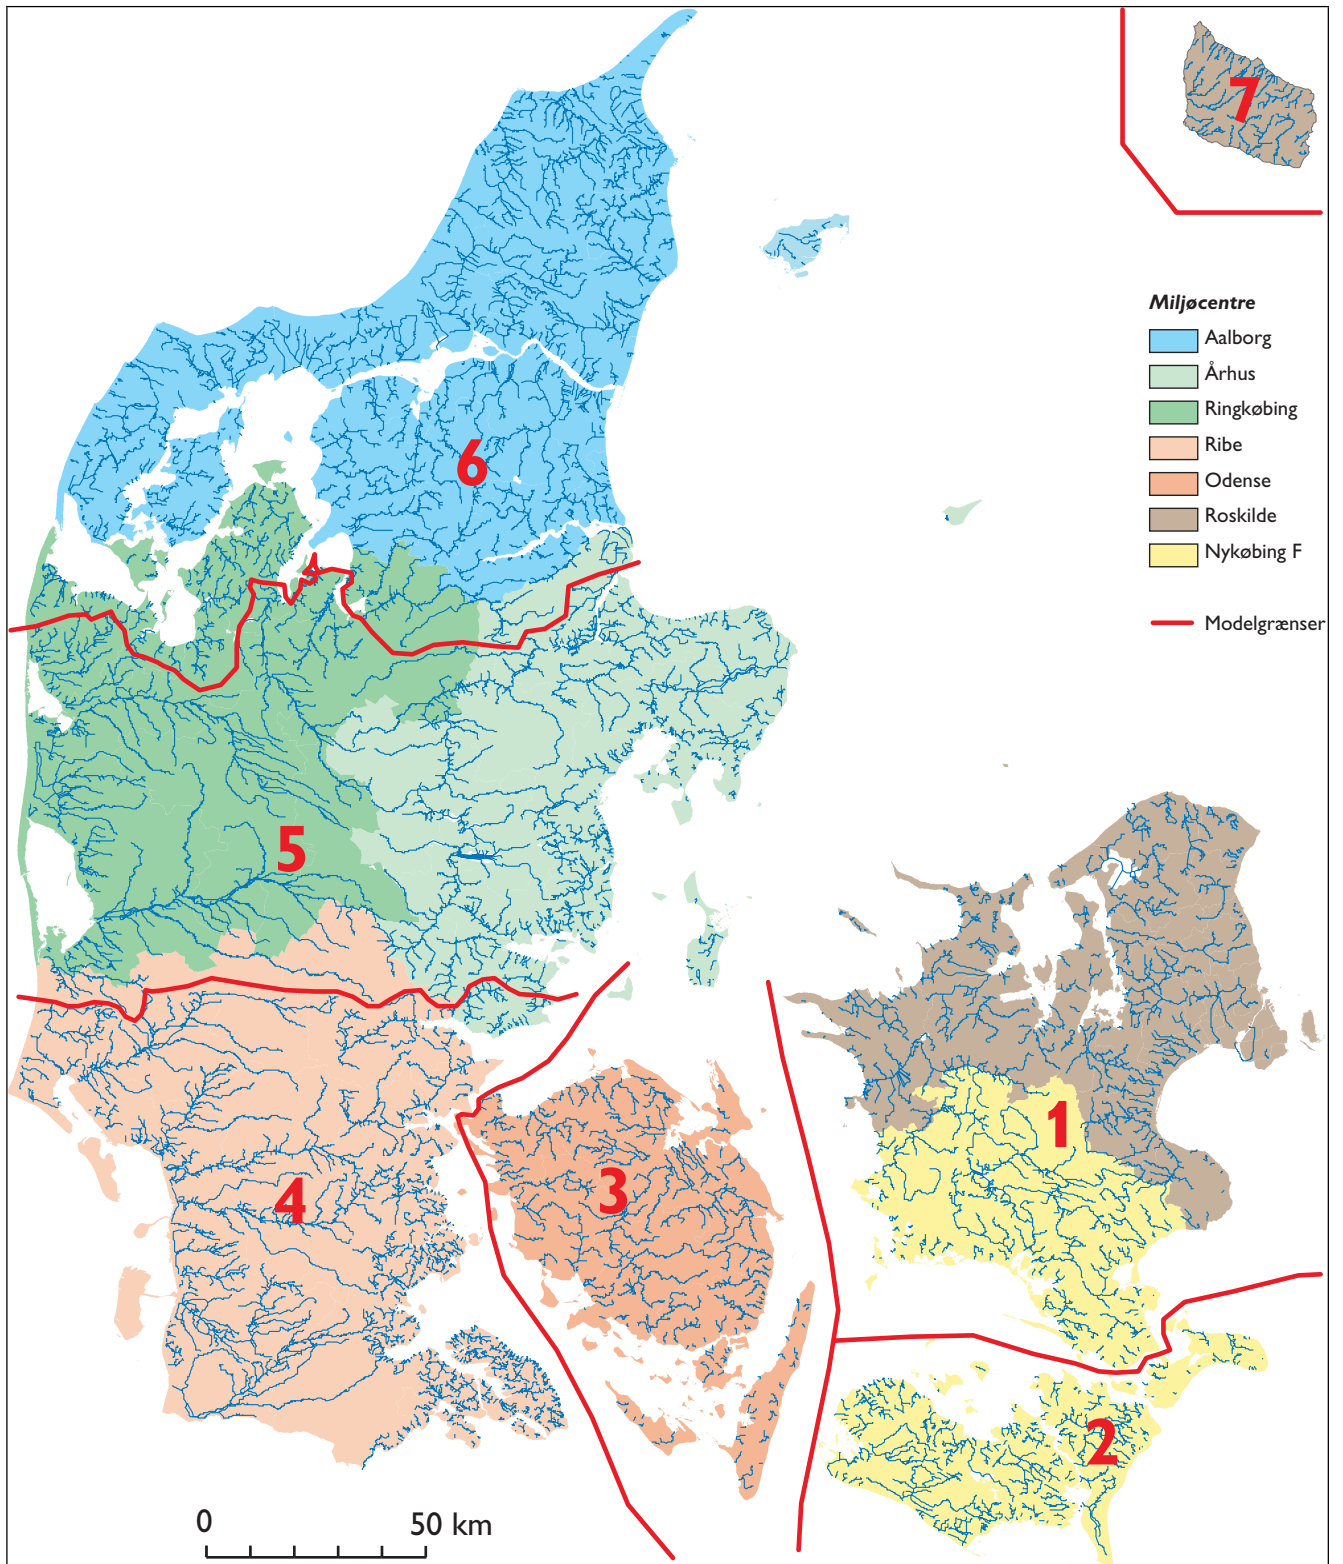 7
Miljøcentre
Aalborg
Århus
Ringkøbing
Ribe
Odense
Roskilde
Nykøbing F
Modelgrænser
6
5
1
3
4
2
0 50 km